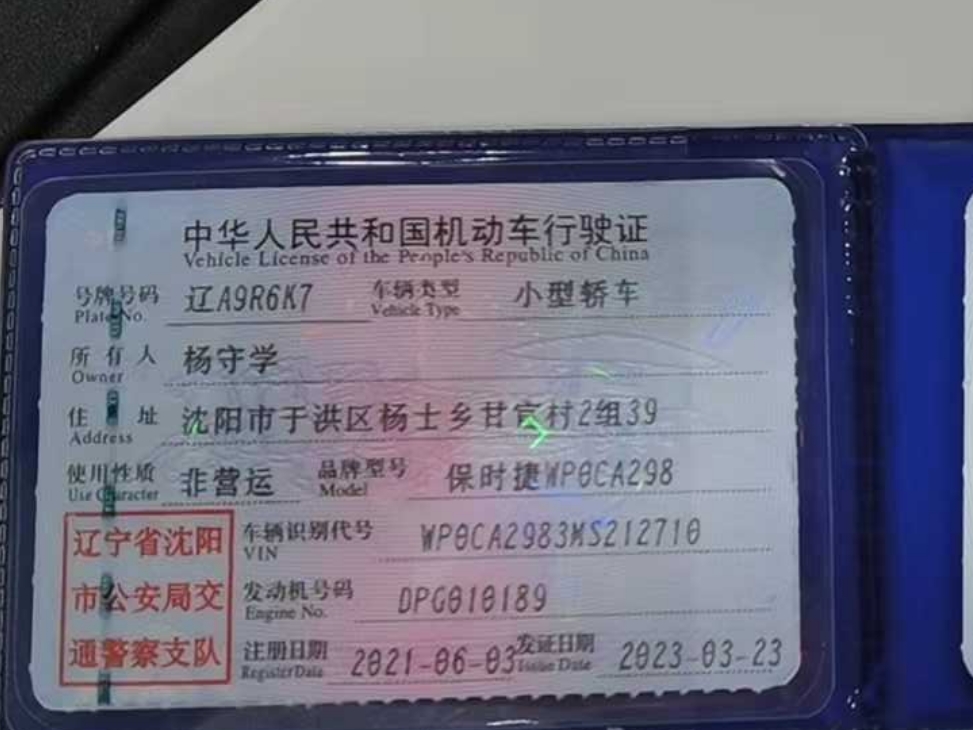 中华人民共和国机动车行驶证
Vehicle License of the People's Republic of China
号牌号码 辽A9R6K7 车辆类型 小型轿车
Plate No. Vehicle Type
所有人 杨守学
Owner
住址 沈阳市于洪区杨士乡甘官村2组39
Address
使用性质 非营运 品牌型号 保时捷WP0CA298
Use Character Model
辽宁省沈阳 车辆识别代号 WP0CA2983MS212710
VIN
市公安局交 发动机号码 DPG010189
Engine No.
通警察支队 注册日期 2021-06-03 发证日期 2023-03-23
Register Date Issue Date